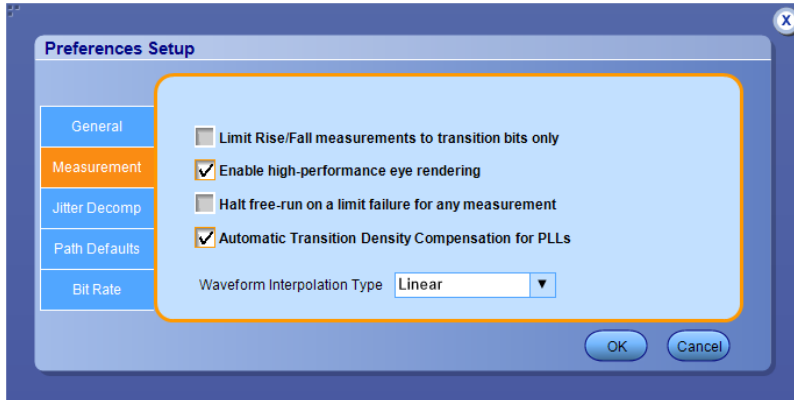 X
Preferences Setup
General
Measurement
Jitter Decomp
Path Defaults
Bit Rate
Limit Rise/Fall measurements to transition bits only
Enable high-performance eye rendering
Halt free-run on a limit failure for any measurement
Automatic Transition Density Compensation for PLLs
Waveform Interpolation Type Linear
OK Cancel